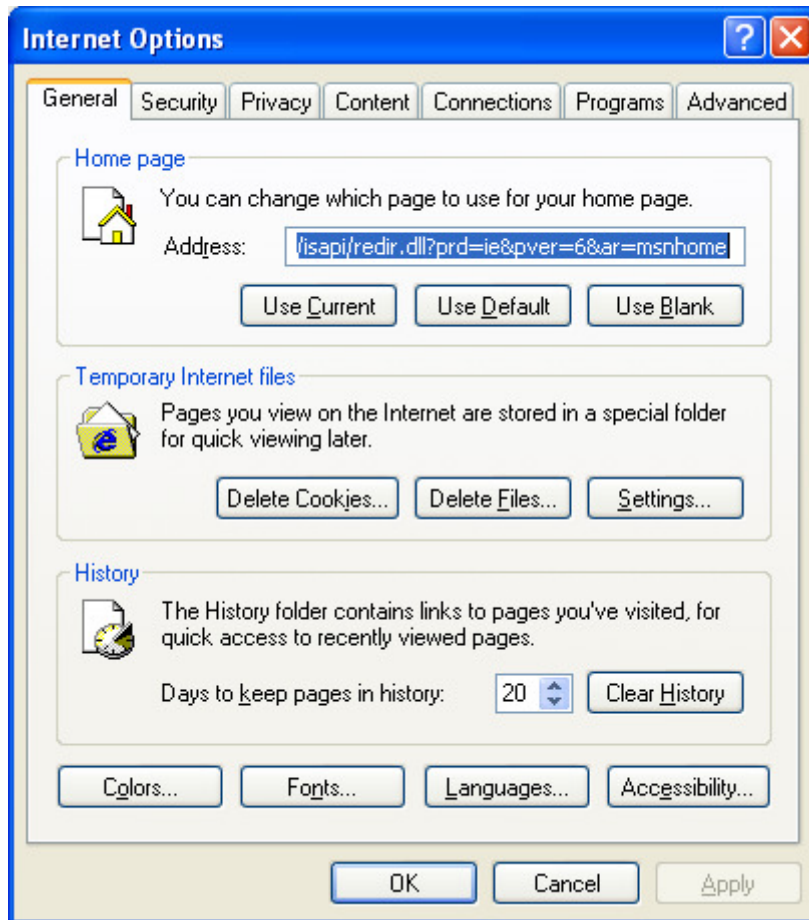 Internet Options
General Security Privacy Content Connections Programs Advanced
Home page
You can change which page to use for your home page.
Address: /isapi/redir.dll?prd=ie&pver=6&ar=msnhome
Use Current Use Default Use Blank
Temporary Internet files
Pages you view on the Internet are stored in a special folder
for quick viewing later.
Delete Cookies... Delete Files... Settings...
History
The History folder contains links to pages you've visited, for
quick access to recently viewed pages.
Days to keep pages in history: 20 Clear History
Colors... Fonts... Languages... Accessibility...
OK Cancel Apply